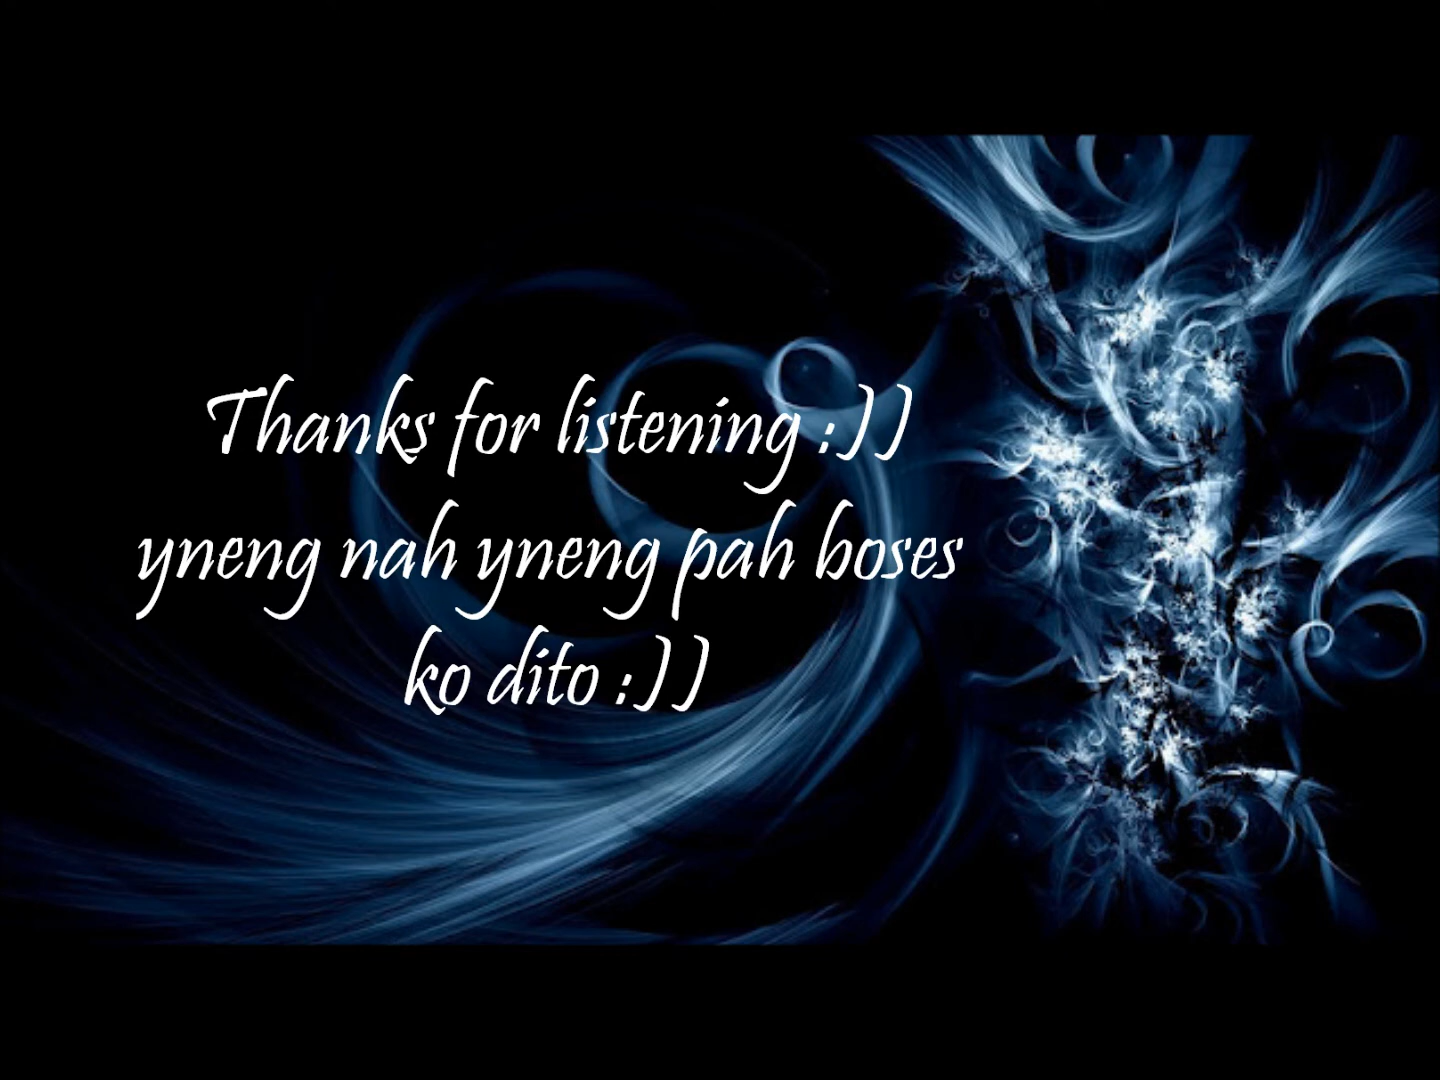 Thanks for listening :))
yneng nah yneng pah boses
ko dito :))